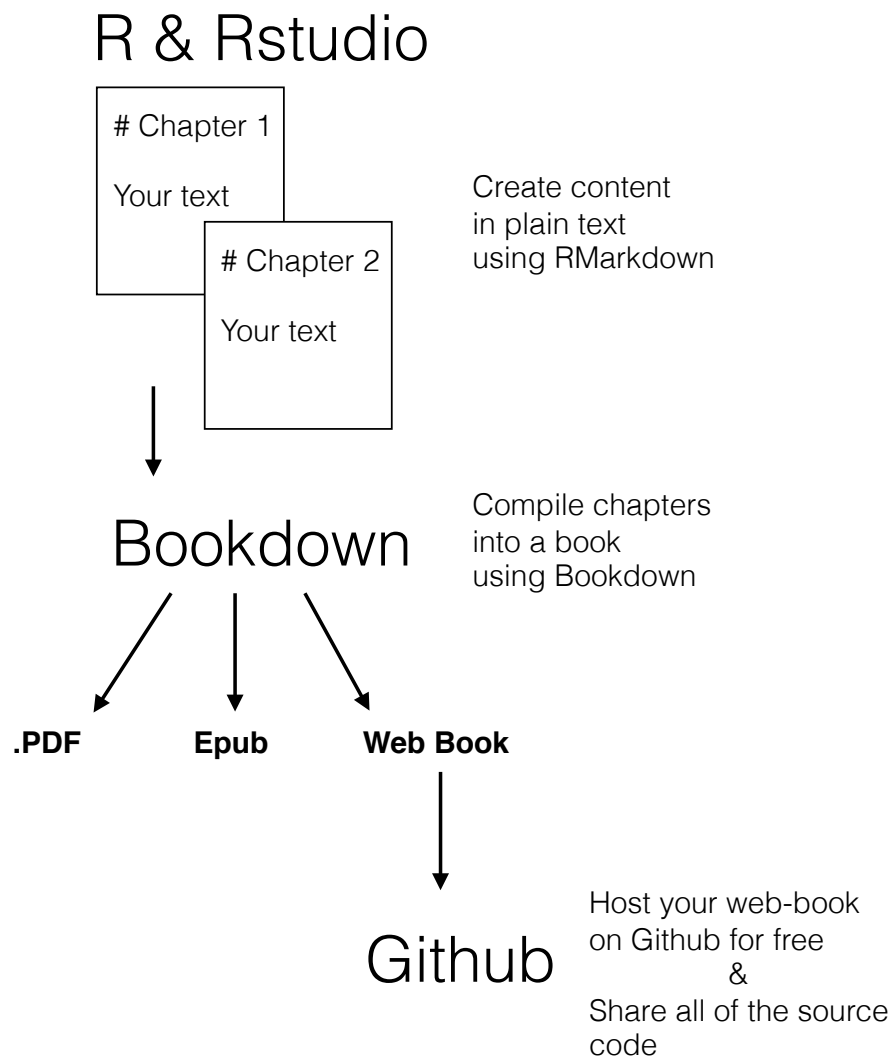 R & Rstudio
# Chapter 1
Your text
# Chapter 2
Your text
Create content
in plain text
using RMarkdown
Bookdown
Compile chapters
into a book
using Bookdown
.PDF
Epub
Web Book
Github
Host your web-book
on Github for free
&
Share all of the source
code